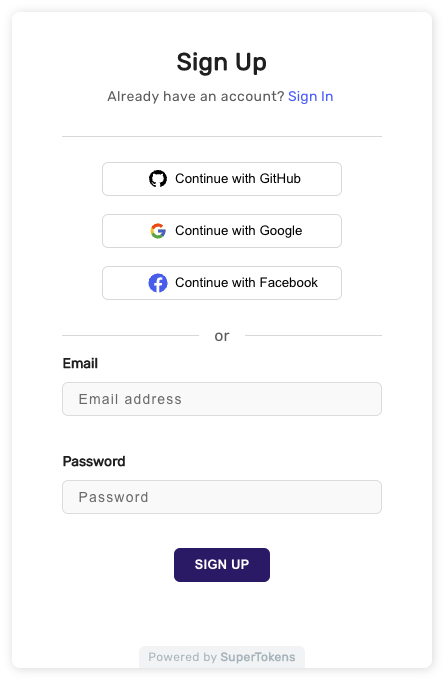 Sign Up
Already have an account? Sign In
Continue with GitHub
Continue with Google
Continue with Facebook
or
Email
Email address
Password
Password
SIGN UP
Powered by SuperTokens